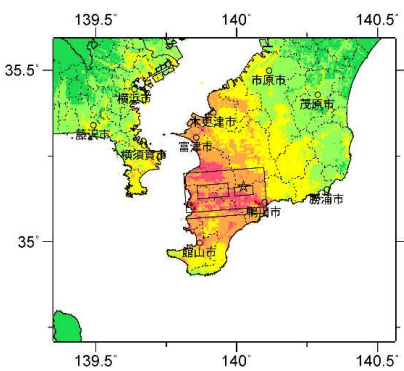 139.5° 140° 140.5°
35.5°
市原市
横浜市
茂原市
木更津市
藤沢市
富津市
横須賀市
勝浦市
鴨川市
35°
館山市
139.5° 140° 140.5°